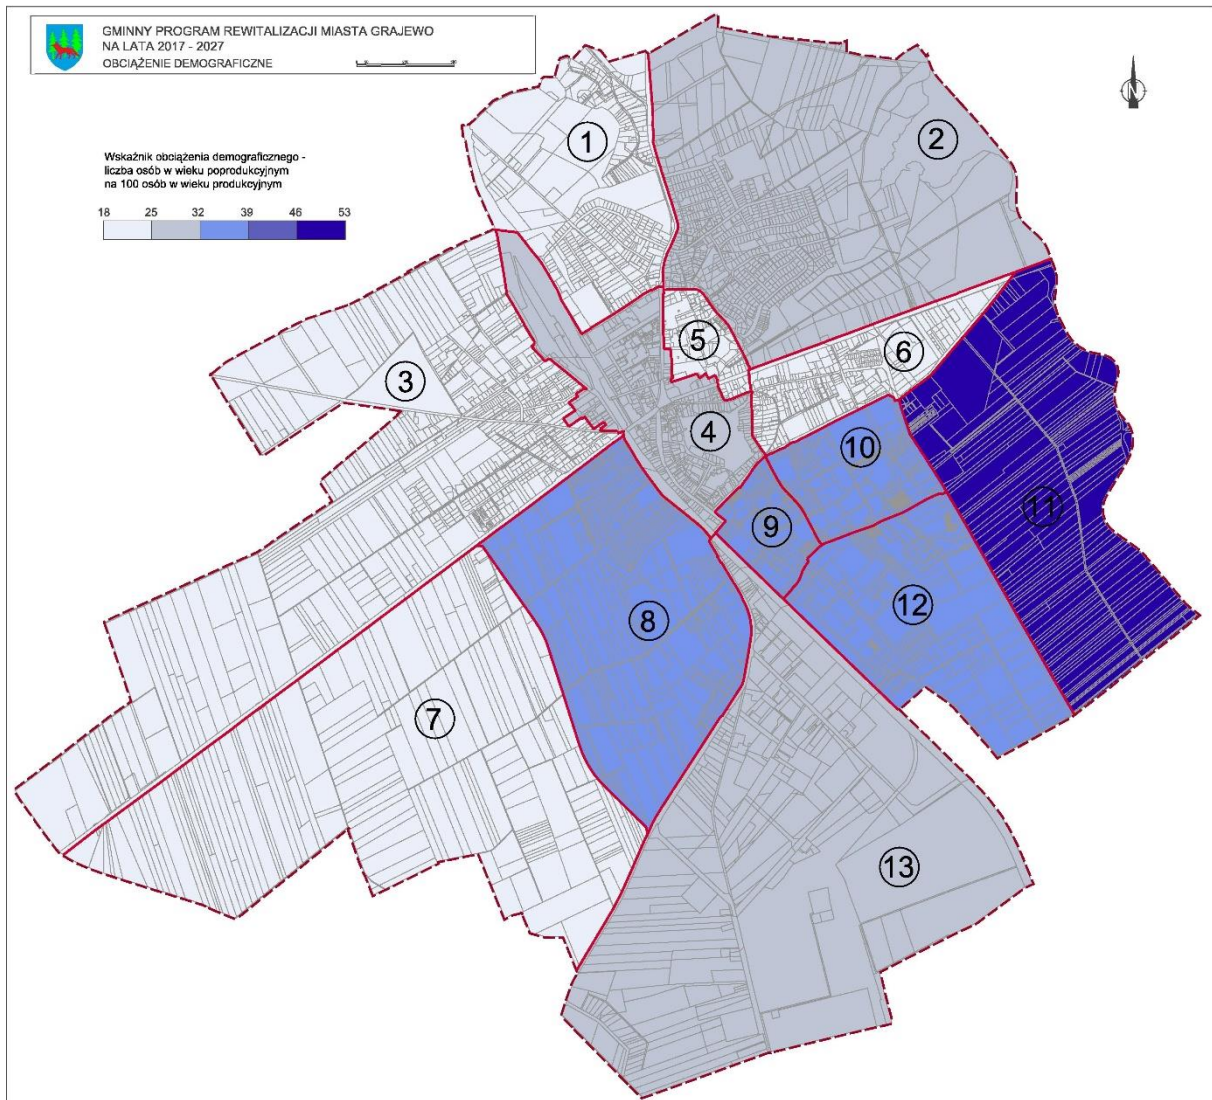 GMINNY PROGRAM REWITALIZACJI MIASTA GRAJEWO
NA LATA 2017 - 2027
OBCIĄŻENIE DEMOGRAFICZNE
N
Wskaźnik obciążenia demograficznego -
liczba osób w wieku poprodukcyjnym
na 100 osób w wieku produkcyjnym
18 25 32 39 46 53
1
2
3
4
5
6
7
8
9
10
11
12
13